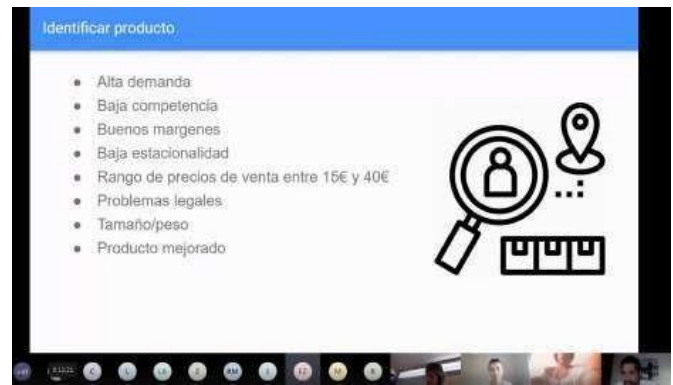 Identificar producto
Alta demanda
Baja competencia
Buenos margenes
Baja estacionalidad
Rango de precios de venta entre 15€ y 40€
Problemas legales
Tamaño/peso
Producto mejorado
C
L
RM
M